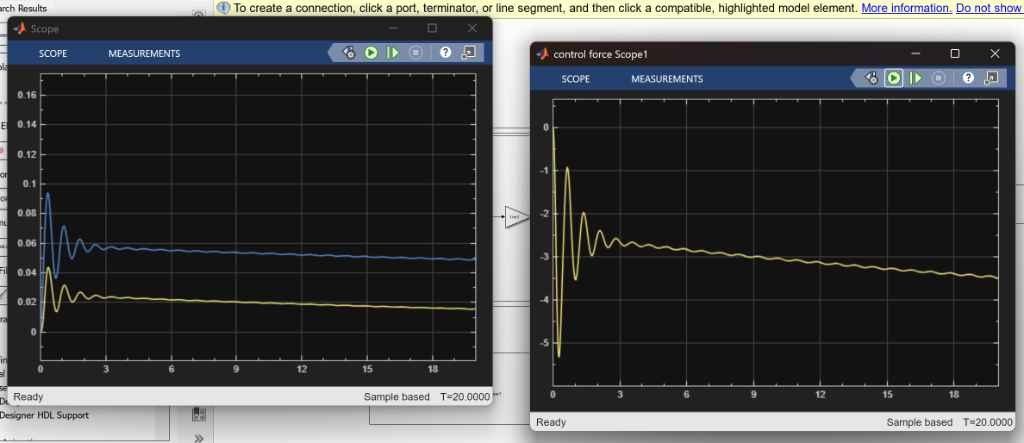 arch Results
To create a connection, click a port, terminator, or line segment, and then click a compatible, highlighted model element. More information. Do not show
Scope
SCOPE MEASUREMENTS
0.16
0.14
0.12
0.1
0.08
0.06
0.04
0.02
0
0 3 6 9 12 15 18
Ready Sample based T=20.0000
Designer HDL Support
control force Scope1
SCOPE MEASUREMENTS
0
-1
-2
-3
-4
-5
0 3 6 9 12 15 18
Ready Sample based T=20.0000